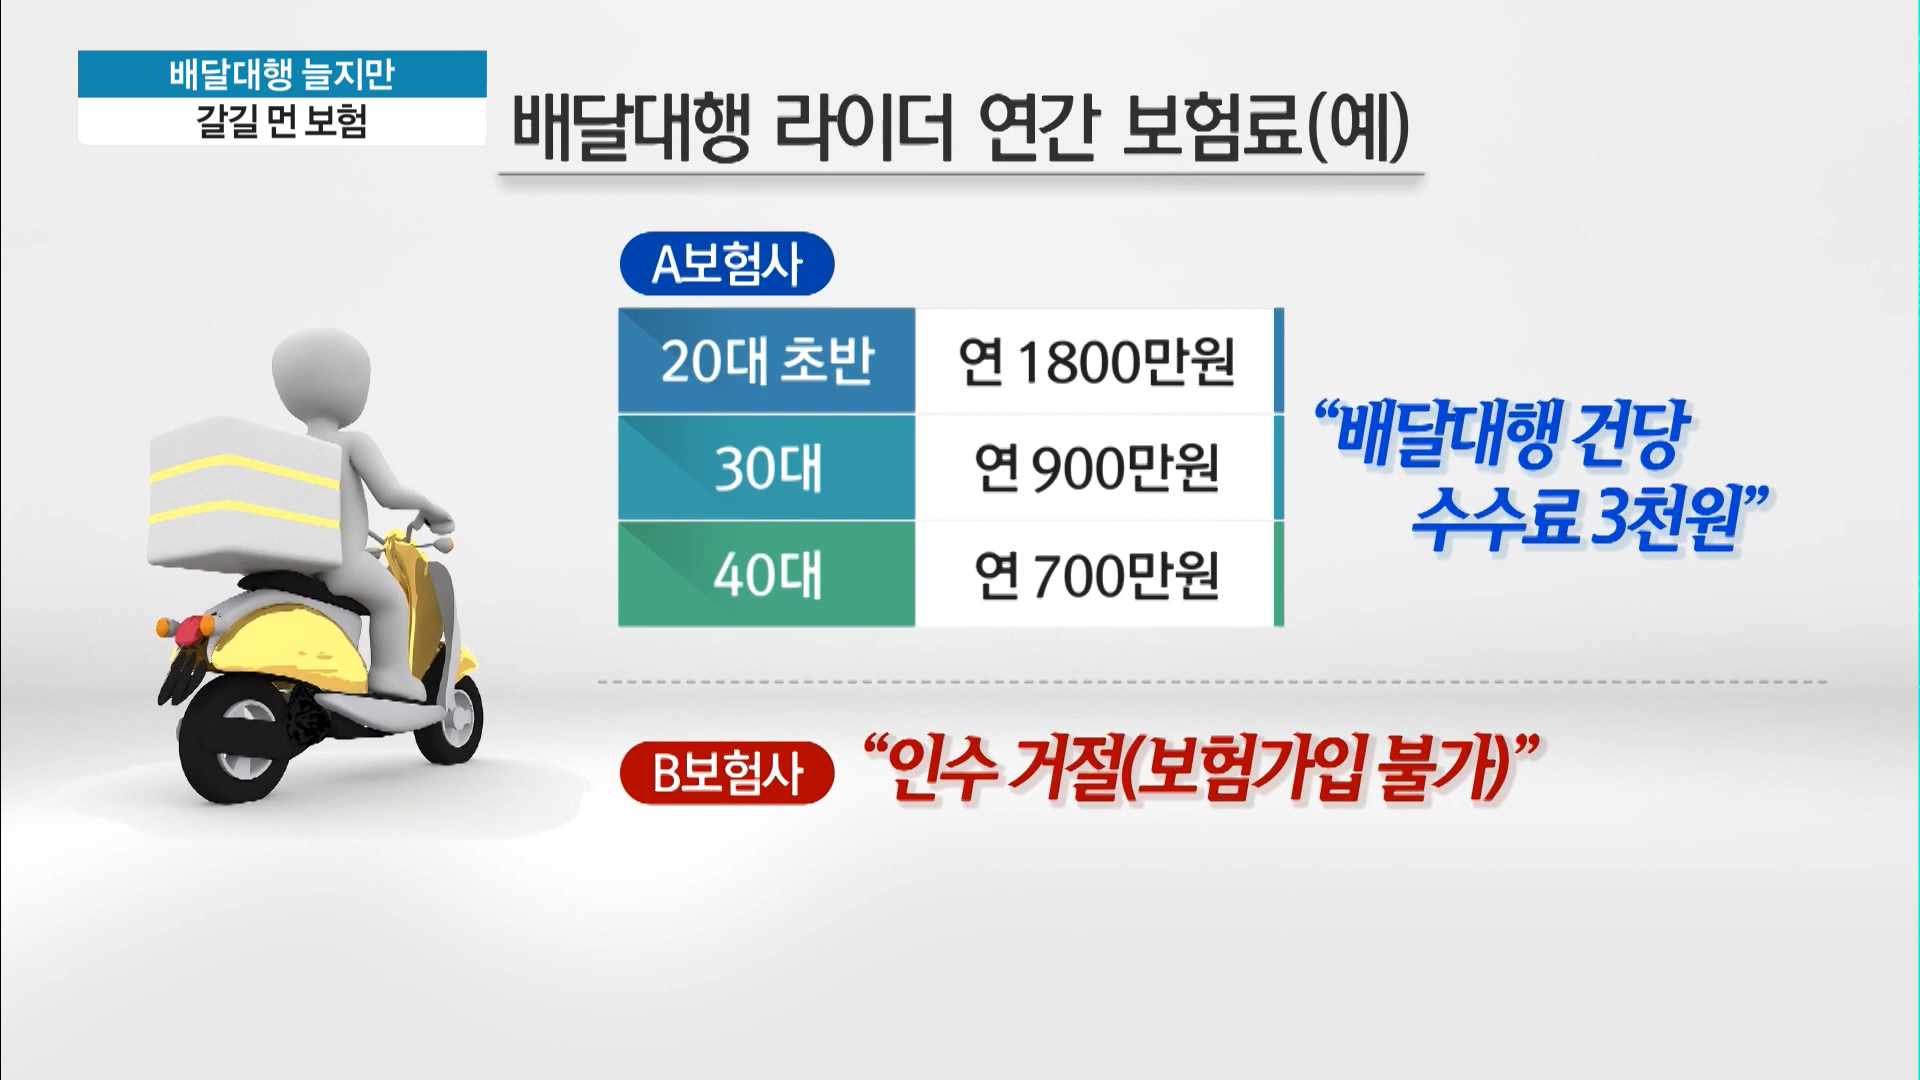 배달대행 늘지만
갈길 먼 보험
배달대행 라이더 연간 보험료(예)
A보험사
20대 초반 연 1800만원
30대 연 900만원
40대 연 700만원
“배달대행 건당
수수료 3천원”
B보험사 “인수 거절(보험가입 불가)”